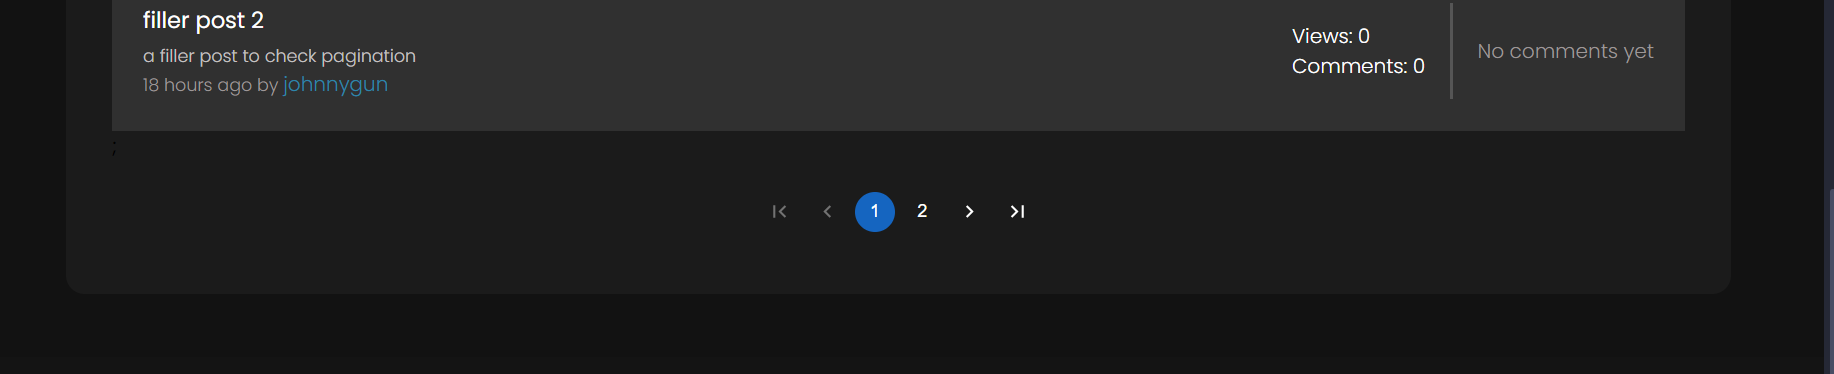 filler post 2
a filler post to check pagination
18 hours ago by johnnygun
Views: 0
Comments: 0
No comments yet
;
1 2